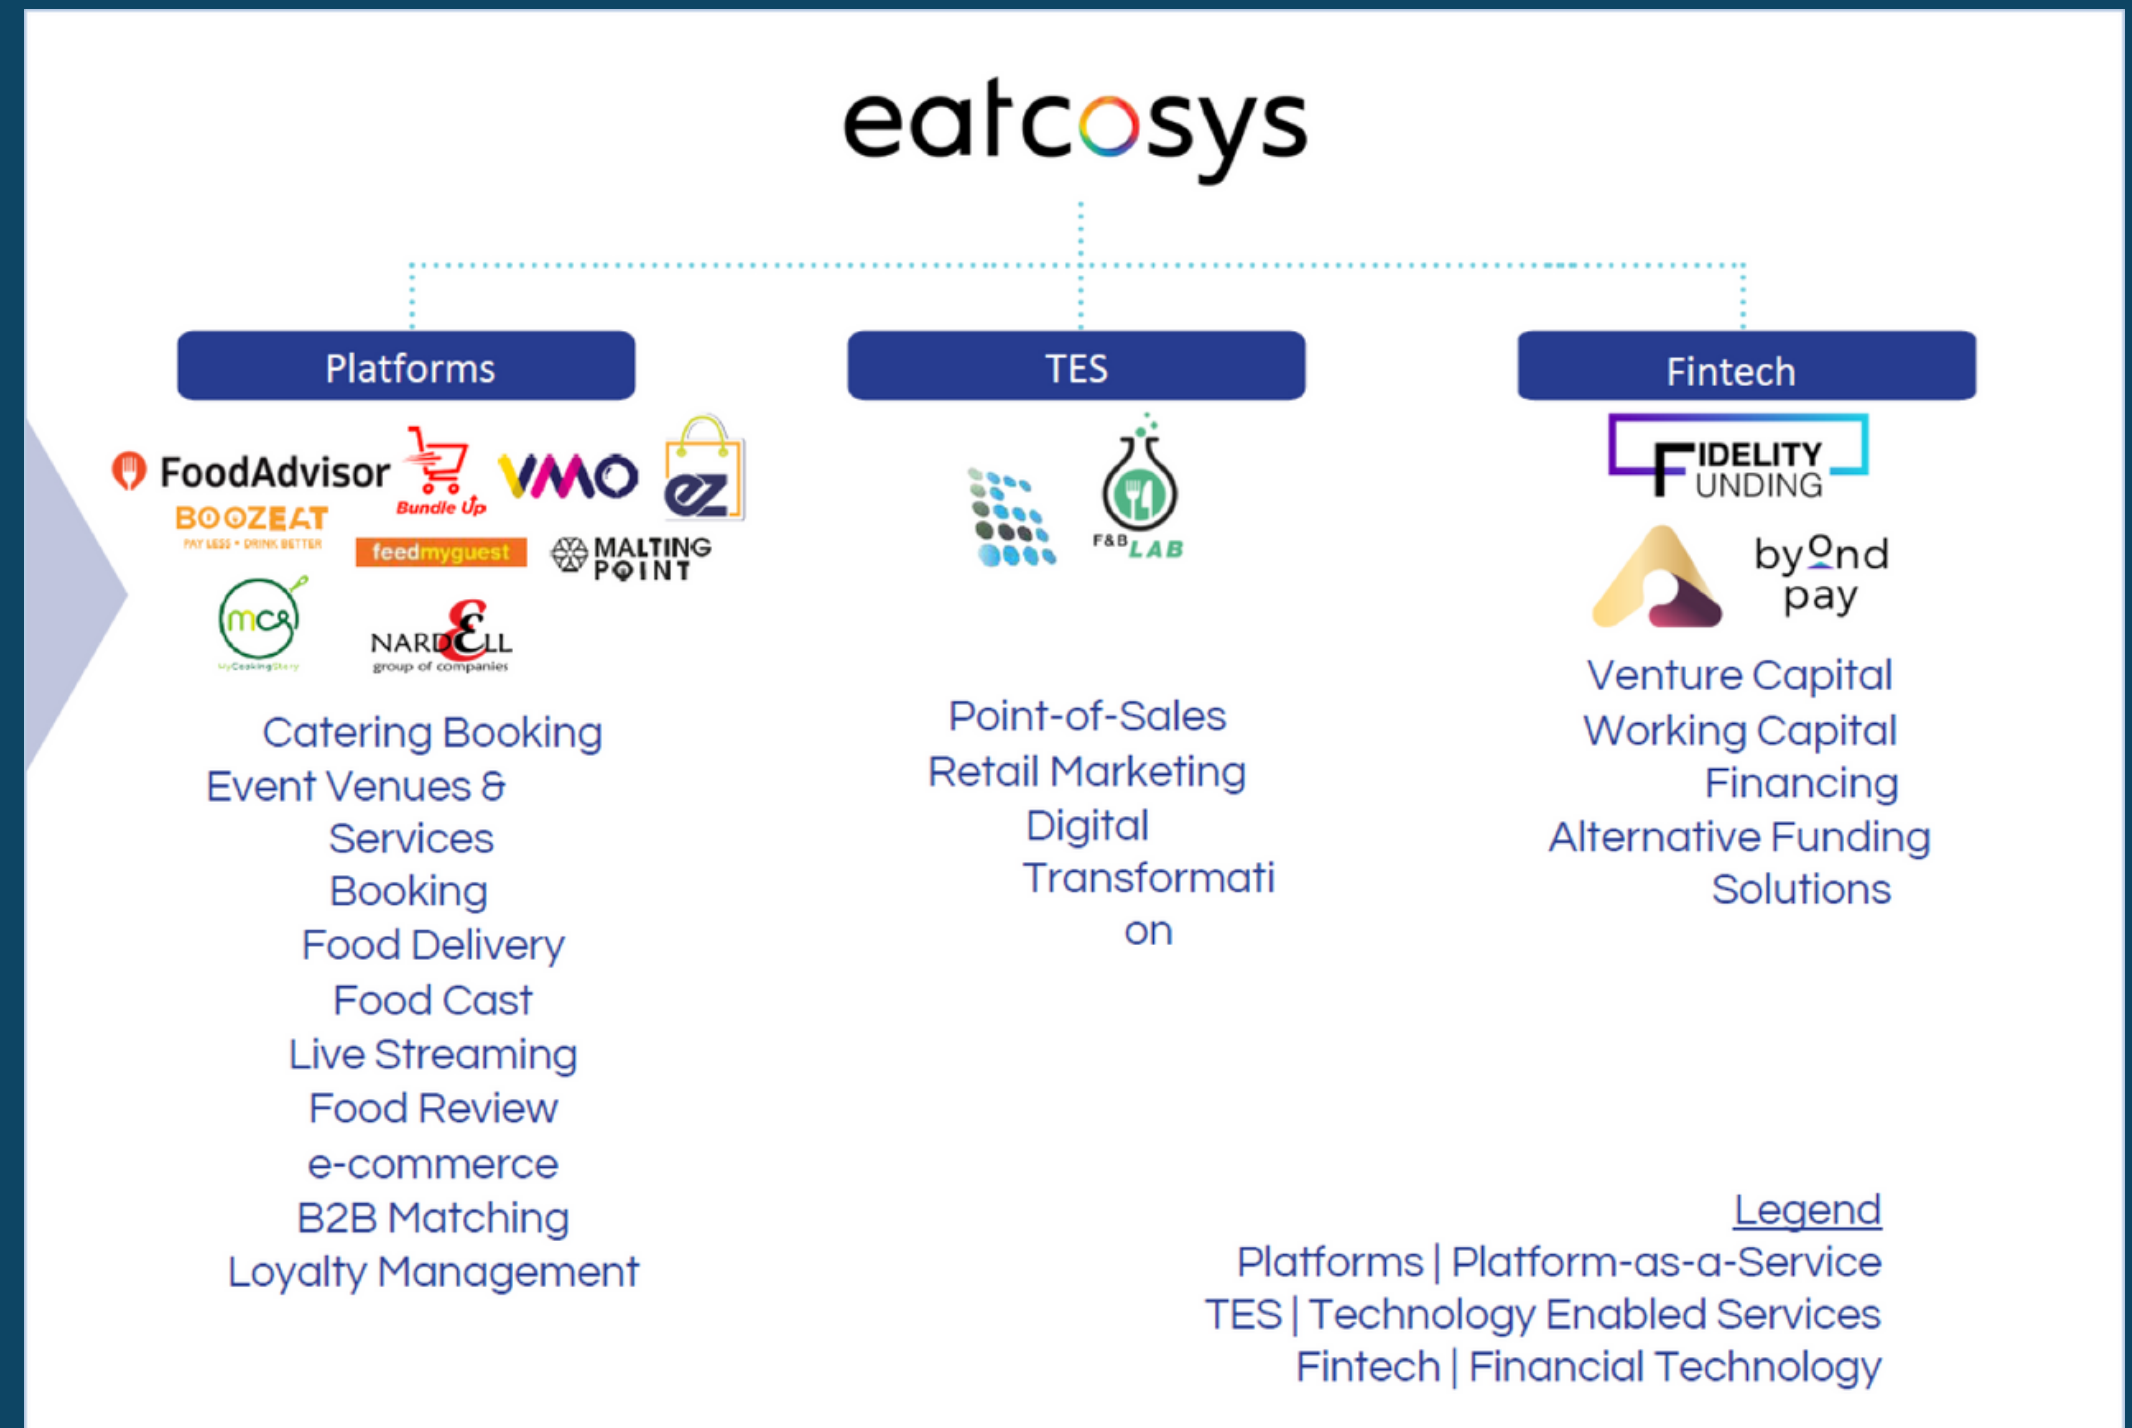 eatcosys
Platforms
FoodAdvisor
Bundle Up
VMO
ez
BOOZEAT
PAY LESS • DRINK BETTER
feedmyguest
MALTING
POINT
mcs
MyCookingStory
NARDELL
group of companies
Catering Booking
Event Venues &
Services
Booking
Food Delivery
Food Cast
Live Streaming
Food Review
e-commerce
B2B Matching
Loyalty Management
TES
F&B LAB
Point-of-Sales
Retail Marketing
Digital
Transformati
on
Fintech
FIDELITY
FUNDING
byond
pay
Venture Capital
Working Capital
Financing
Alternative Funding
Solutions
Legend
Platforms | Platform-as-a-Service
TES | Technology Enabled Services
Fintech | Financial Technology